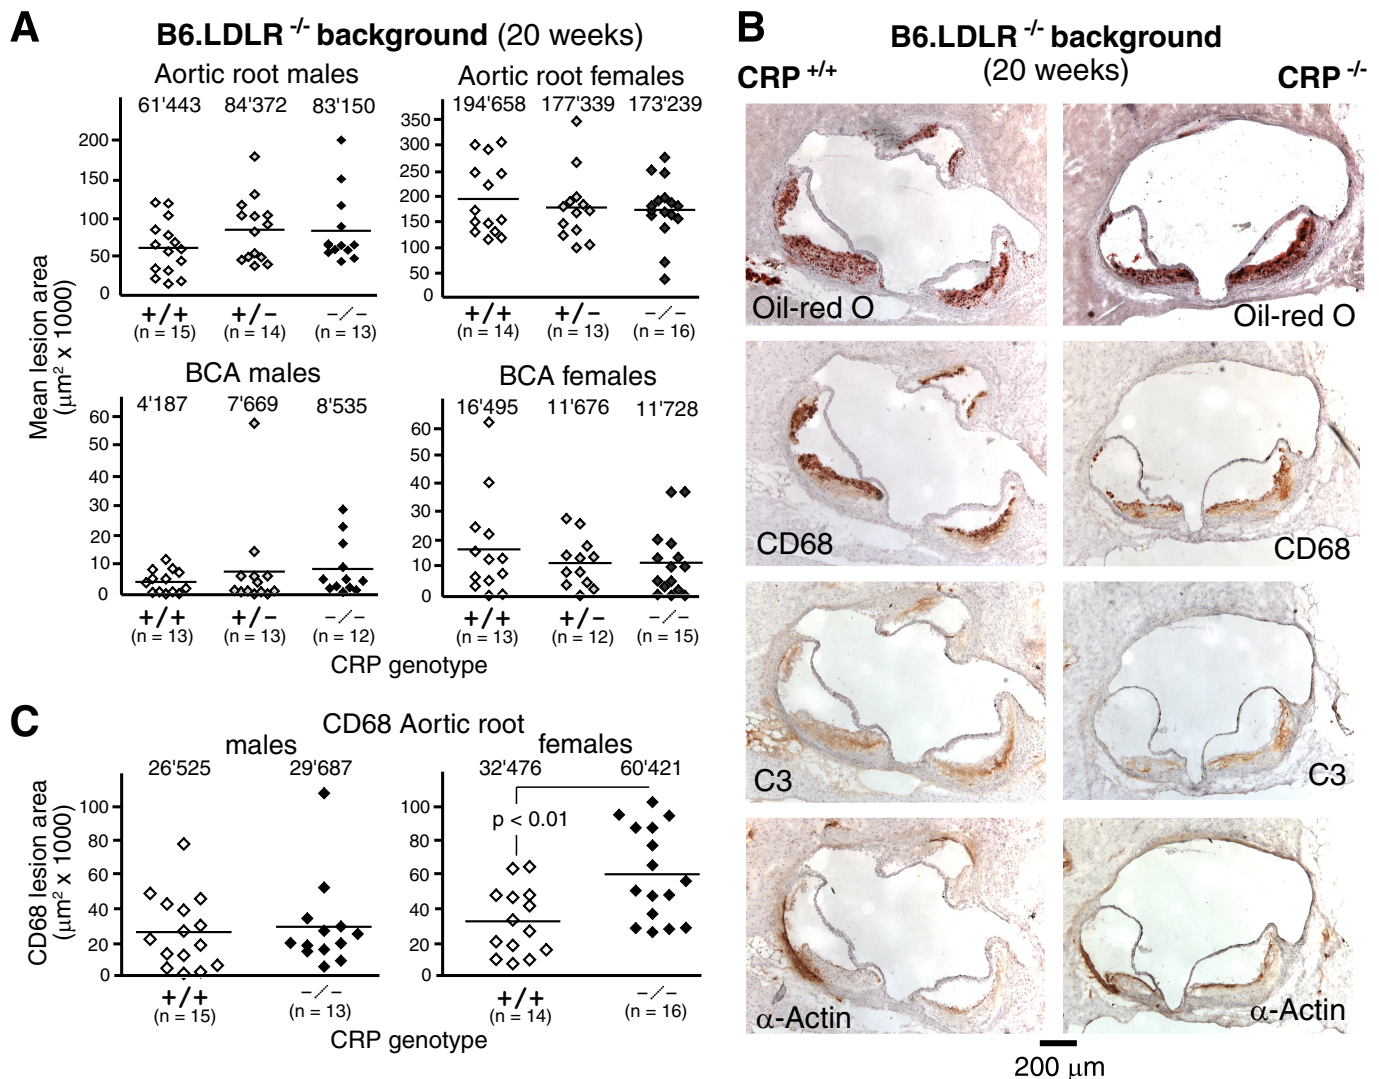 A
B6.LDLR -/- background (20 weeks)
Aortic root males
Aortic root females
61'443 84'372 83'150
194'658 177'339 173'239
200
150
100
50
0
350
300
250
200
150
100
50
0
+/+ +/− −/−
(n = 15) (n = 14) (n = 13)
+/+ +/− −/−
(n = 14) (n = 13) (n = 16)
Mean lesion area
(µm² x 1000)
BCA males
BCA females
4'187 7'669 8'535
16'495 11'676 11'728
60
50
40
30
20
10
0
60
50
40
30
20
10
0
+/+ +/− −/−
(n = 13) (n = 13) (n = 12)
+/+ +/− −/−
(n = 13) (n = 12) (n = 15)
CRP genotype
B
B6.LDLR -/- background
(20 weeks)
CRP +/+
CRP -/-
Oil-red O
Oil-red O
CD68
CD68
C3
C3
α-Actin
α-Actin
200 µm
C
CD68 Aortic root
males
females
26'525 29'687
32'476 60'421
p < 0.01
CD68 lesion area
(µm² x 1000)
100
80
60
40
20
0
100
80
60
40
20
0
+/+ −/−
(n = 15) (n = 13)
+/+ −/−
(n = 14) (n = 16)
CRP genotype